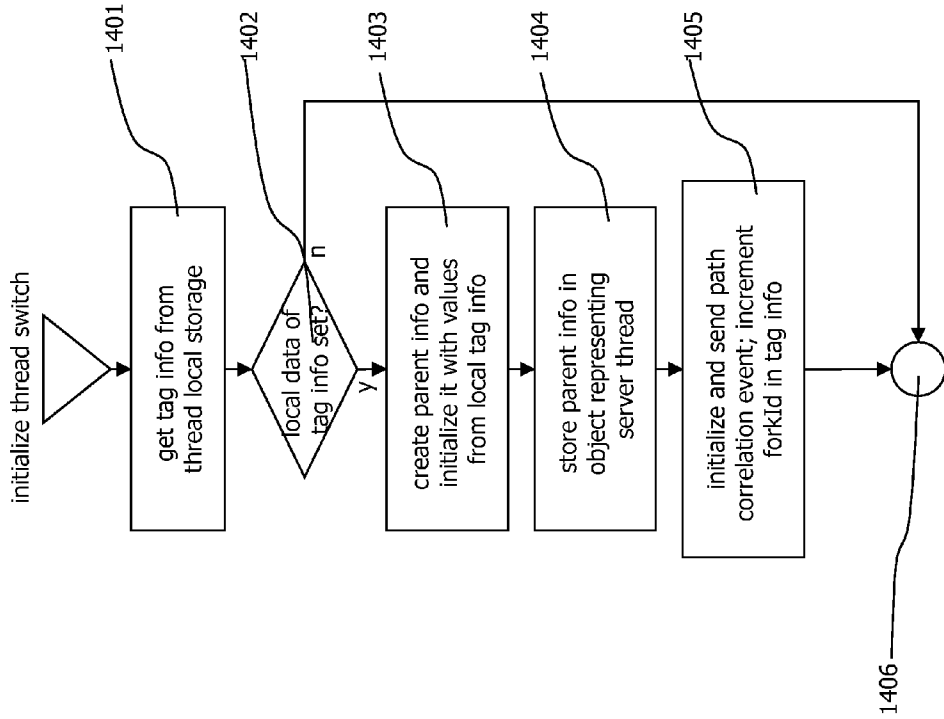 initialize thread switch
1401
get tag info from
thread local storage
1402
local data of
tag info set?
n
y
1403
create parent info and
initialize it with values
from local tag info
1404
store parent info in
object representing
server thread
1405
initialize and send path
correlation event; increment
forkId in tag info
1406